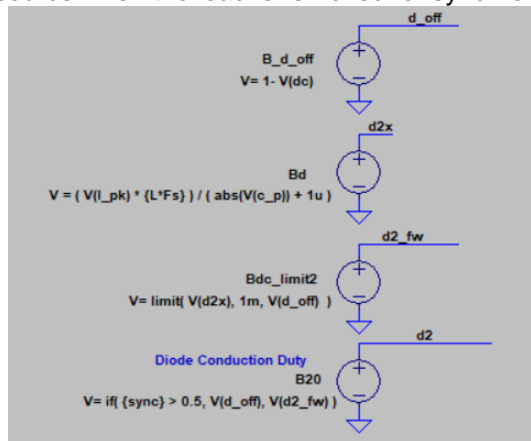 d_off
B_d_off
V= 1- V(dc)
d2x
Bd
V = ( V(I_pk) * {L*Fs} ) / ( abs(V(c_p)) + 1u )
d2_fw
Bdc_limit2
V= limit( V(d2x), 1m, V(d_off) )
d2
Diode Conduction Duty
B20
V= if( {sync} > 0.5, V(d_off), V(d2_fw) )